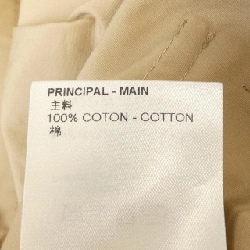 PRINCIPAL - MAIN
主料
100% COTON - COTTON
棉